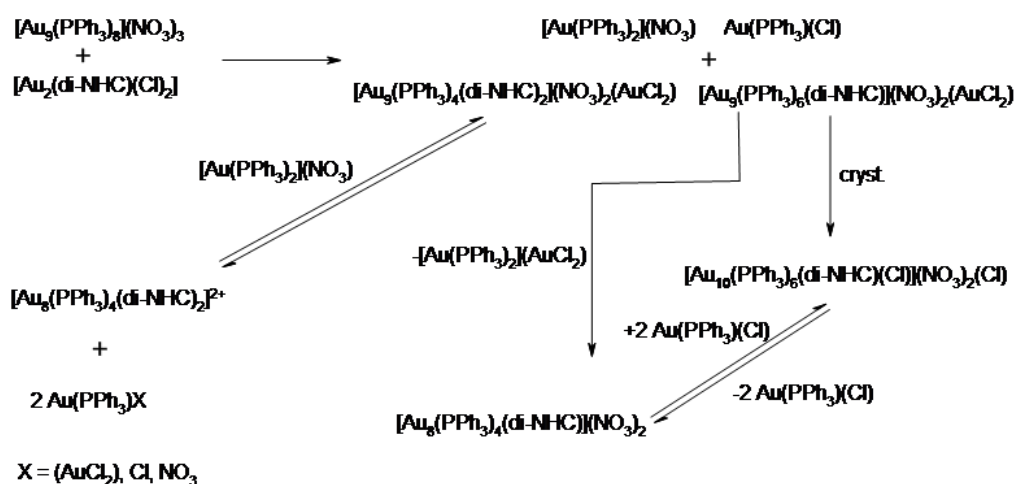 [Au₉(PPh₃)₈](NO₃)₃
+
[Au₂(di-NHC)(Cl)₂]
[Au(PPh₃)₂](NO₃) Au(PPh₃)(Cl)
+
[Au₉(PPh₃)₄(di-NHC)₂](NO₃)₂(AuCl₂) [Au₉(PPh₃)₆(di-NHC)](NO₃)₂(AuCl₂)
[Au(PPh₃)₂](NO₃)
cryst.
-[Au(PPh₃)₂](AuCl₂)
[Au₁₀(PPh₃)₆(di-NHC)(Cl)](NO₃)₂(Cl)
[Au₈(PPh₃)₄(di-NHC)₂]²⁺
+
2 Au(PPh₃)X
+2 Au(PPh₃)(Cl)
-2 Au(PPh₃)(Cl)
[Au₈(PPh₃)₄(di-NHC)](NO₃)₂
X = (AuCl₂), Cl, NO₃